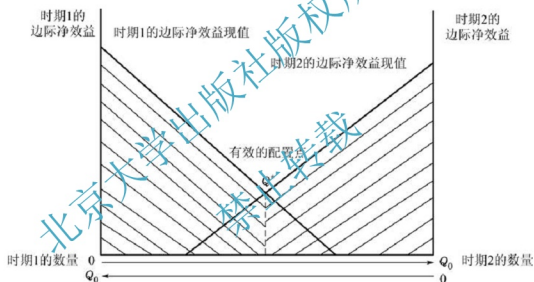 时期1的
边际净效益
时期1的边际净效益现值
时期2的
边际净效益
时期2的边际净效益现值
有效的配置点
Q
北京大学出版社版权所
禁止转载
时期1的数量
0
Q₀
时期2的数量
Q₀
0